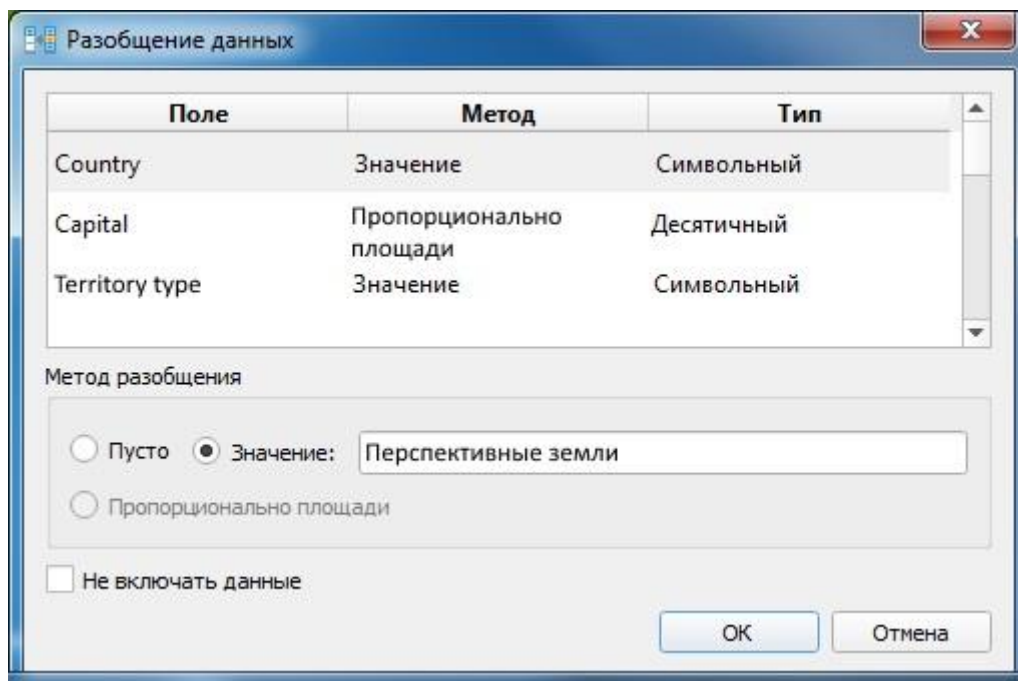 Разобщение данных
Поле Метод Тип
Country Значение Символьный
Capital Пропорционально площади Десятичный
Territory type Значение Символьный
Метод разобщения
Пусто Значение: Перспективные земли
Пропорционально площади
Не включать данные
OK Отмена